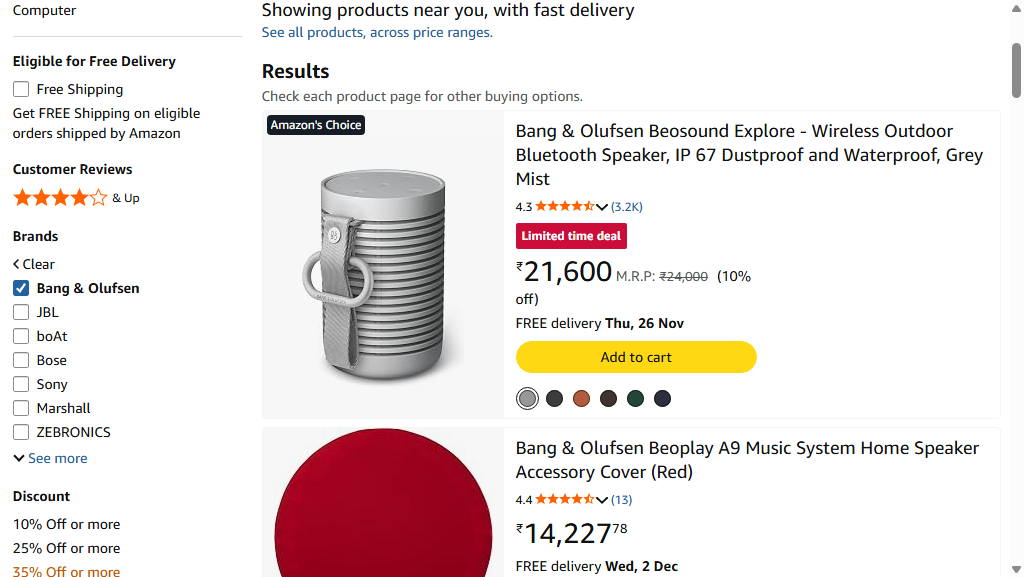 Computer
Eligible for Free Delivery
Free Shipping
Get FREE Shipping on eligible
orders shipped by Amazon
Customer Reviews
& Up
Brands
Clear
Bang & Olufsen
JBL
boAt
Bose
Sony
Marshall
ZEBRONICS
See more
Discount
10% Off or more
25% Off or more
35% Off or more
Showing products near you, with fast delivery
See all products, across price ranges.
Results
Check each product page for other buying options.
Amazon's Choice
Bang & Olufsen Beosound Explore - Wireless Outdoor
Bluetooth Speaker, IP 67 Dustproof and Waterproof, Grey
Mist
4.3 (3.2K)
Limited time deal
₹21,600 M.R.P: ₹24,000 (10%
off)
FREE delivery Thu, 26 Nov
Add to cart
Bang & Olufsen Beoplay A9 Music System Home Speaker
Accessory Cover (Red)
4.4 (13)
₹14,22778
FREE delivery Wed, 2 Dec